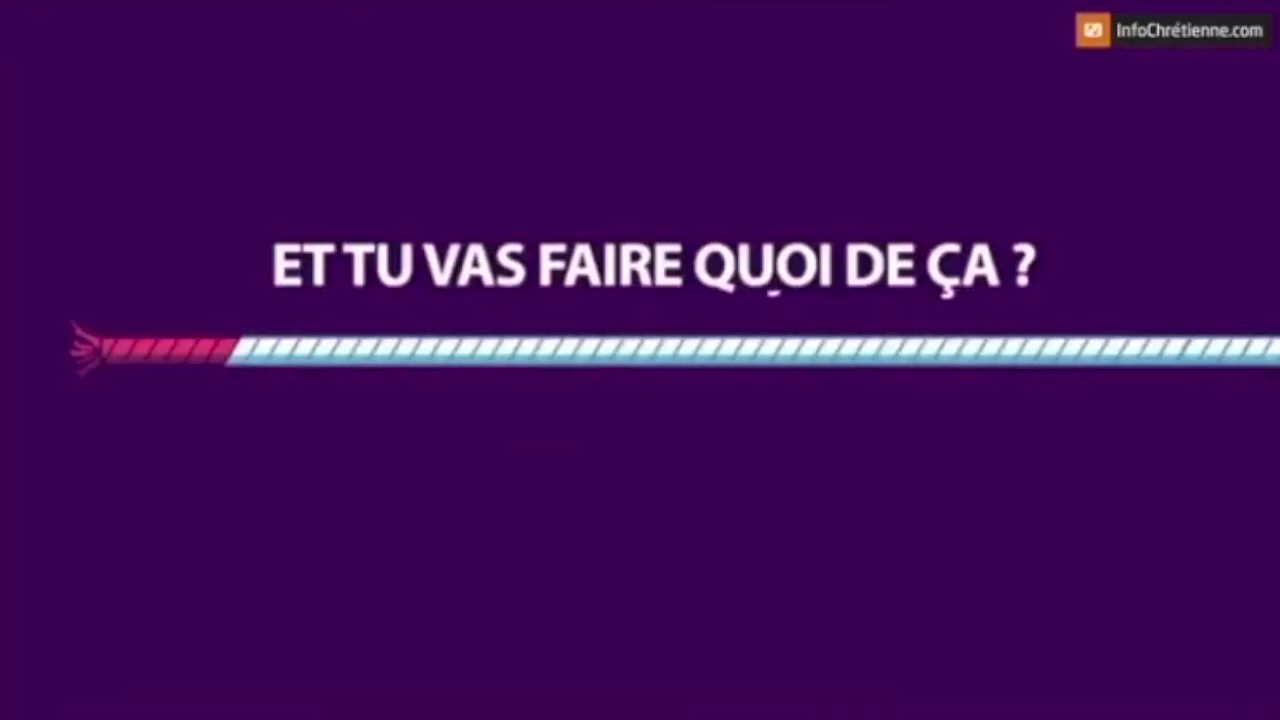 InfoChrétienne.com
ET TU VAS FAIRE QUOI DE ÇA ?